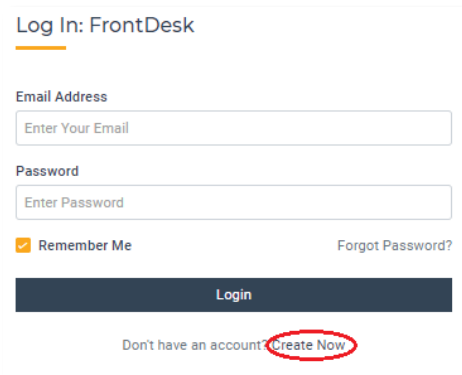 Log In: FrontDesk
Email Address
Enter Your Email
Password
Enter Password
Remember Me Forgot Password?
Login
Don't have an account? Create Now